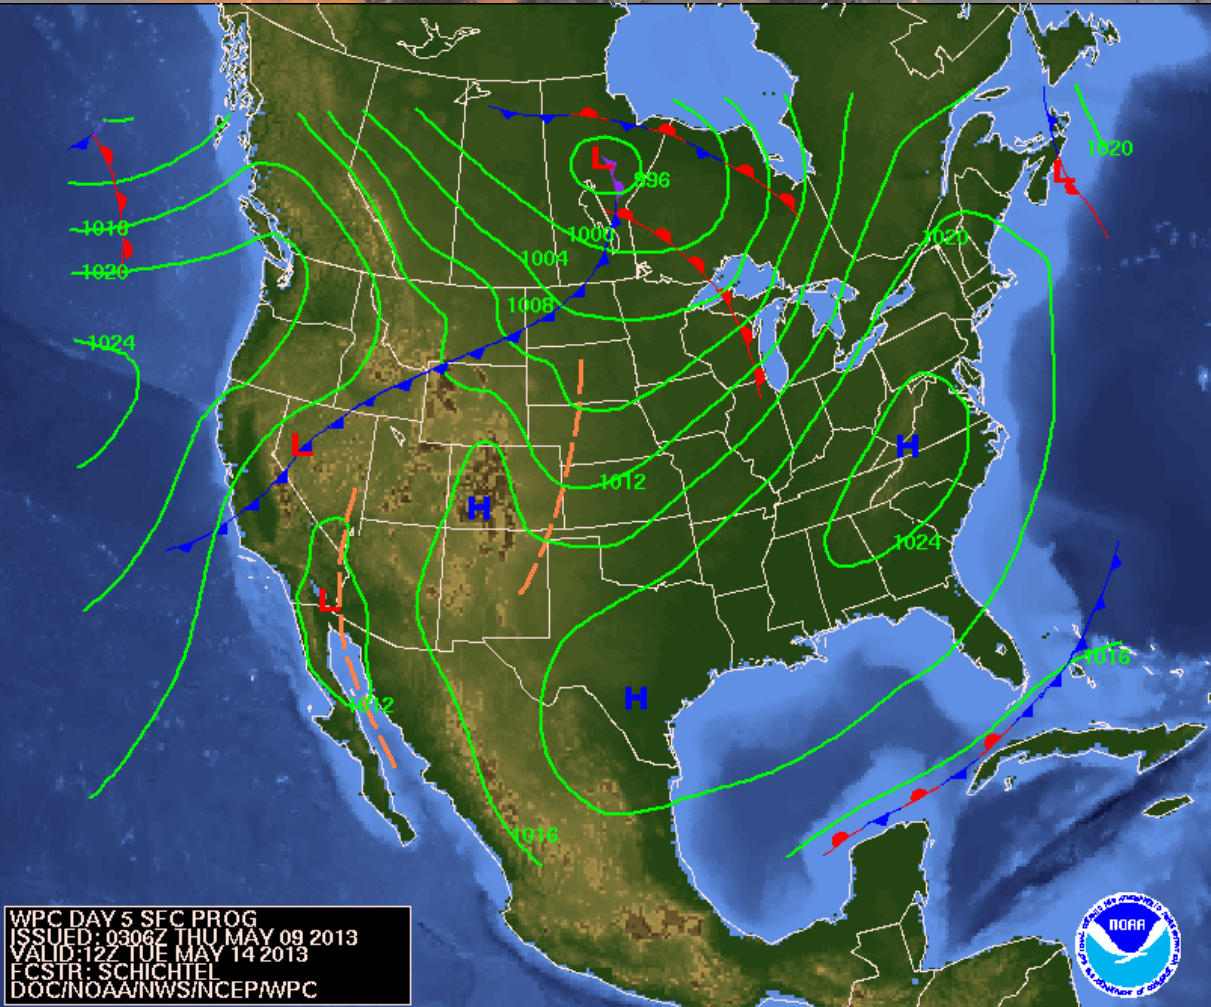 L
996
1020
L
1000
1020
1004
1020
1008
1024
L
H
1012
H
1024
L
H
1016
1012
1016
WPC DAY 5 SFC PROG
ISSUED: 0306Z THU MAY 09 2013
VALID:12Z TUE MAY 14 2013
FCSTR: SCHICHTEL
DOC/NOAA/NWS/NCEP/WPC
NOAA